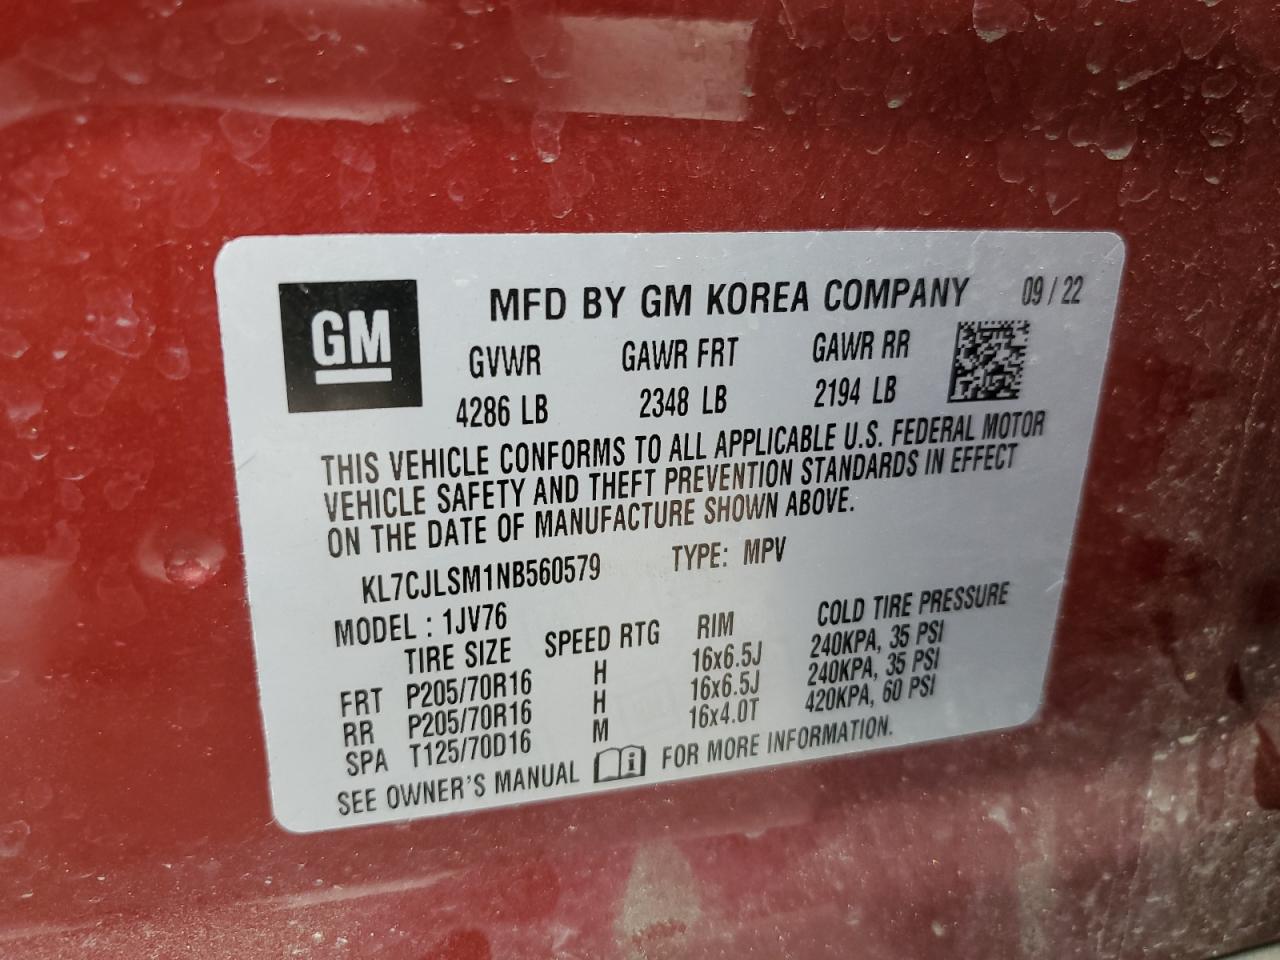 GM
MFD BY GM KOREA COMPANY 09 / 22
GVWR GAWR FRT GAWR RR
4286 LB 2348 LB 2194 LB
THIS VEHICLE CONFORMS TO ALL APPLICABLE U.S. FEDERAL MOTOR
VEHICLE SAFETY AND THEFT PREVENTION STANDARDS IN EFFECT
ON THE DATE OF MANUFACTURE SHOWN ABOVE.
KL7CJLSM1NB560579 TYPE: MPV
MODEL : 1JV76
TIRE SIZE SPEED RTG RIM COLD TIRE PRESSURE
FRT P205/70R16 H 16x6.5J 240KPA, 35 PSI
RR P205/70R16 H 16x6.5J 240KPA, 35 PSI
SPA T125/70D16 M 16x4.0T 420KPA, 60 PSI
SEE OWNER'S MANUAL i FOR MORE INFORMATION.